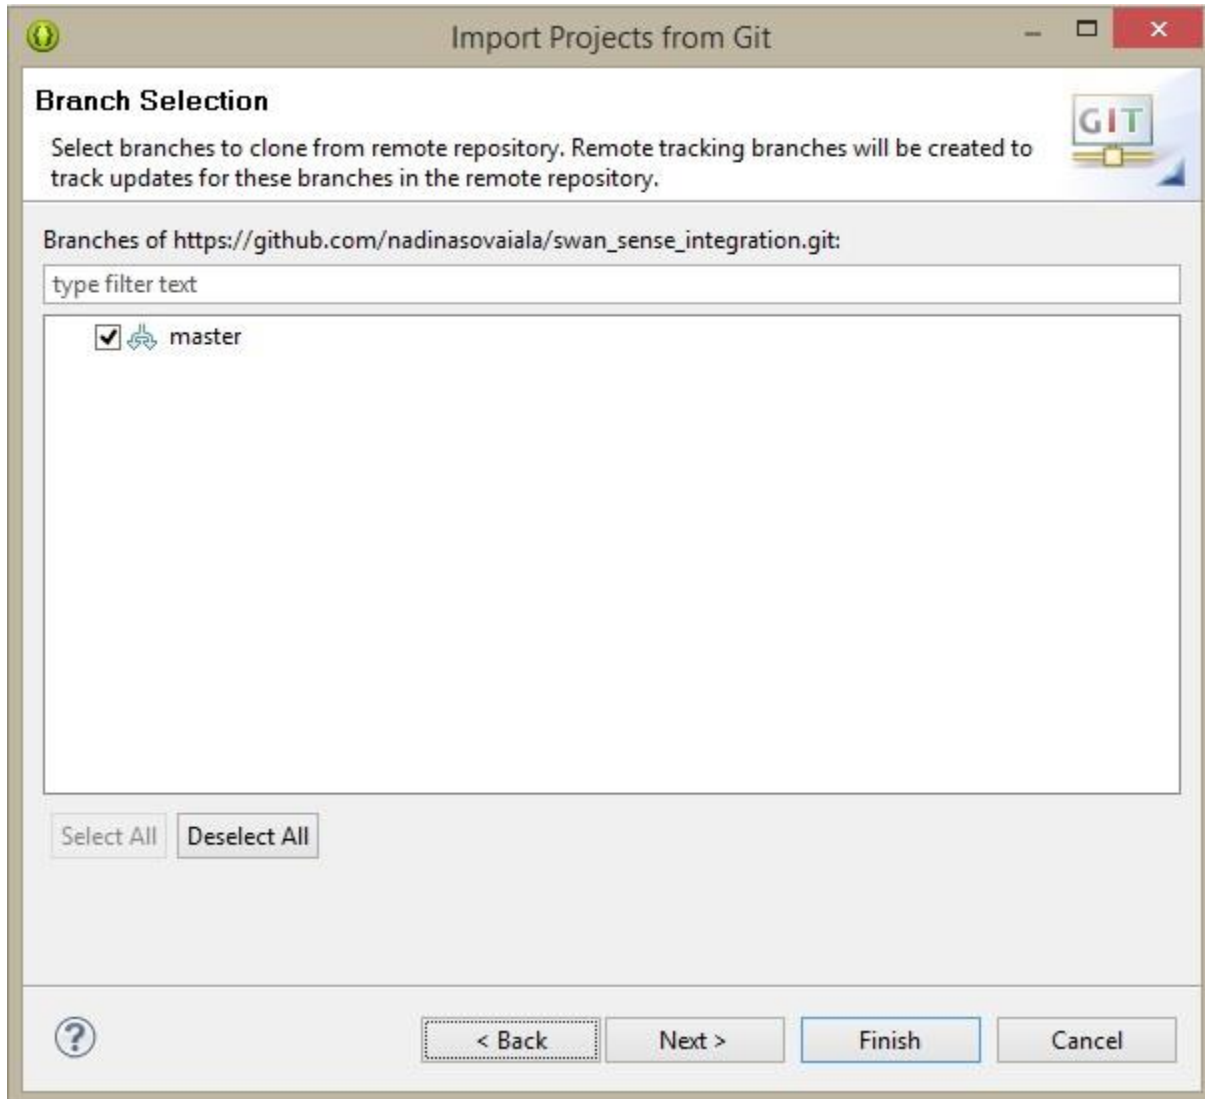 Import Projects from Git
Branch Selection
GIT
Select branches to clone from remote repository. Remote tracking branches will be created to
track updates for these branches in the remote repository.
Branches of https://github.com/nadinasovaiala/swan_sense_integration.git:
type filter text
master
Select All Deselect All
? < Back Next > Finish Cancel